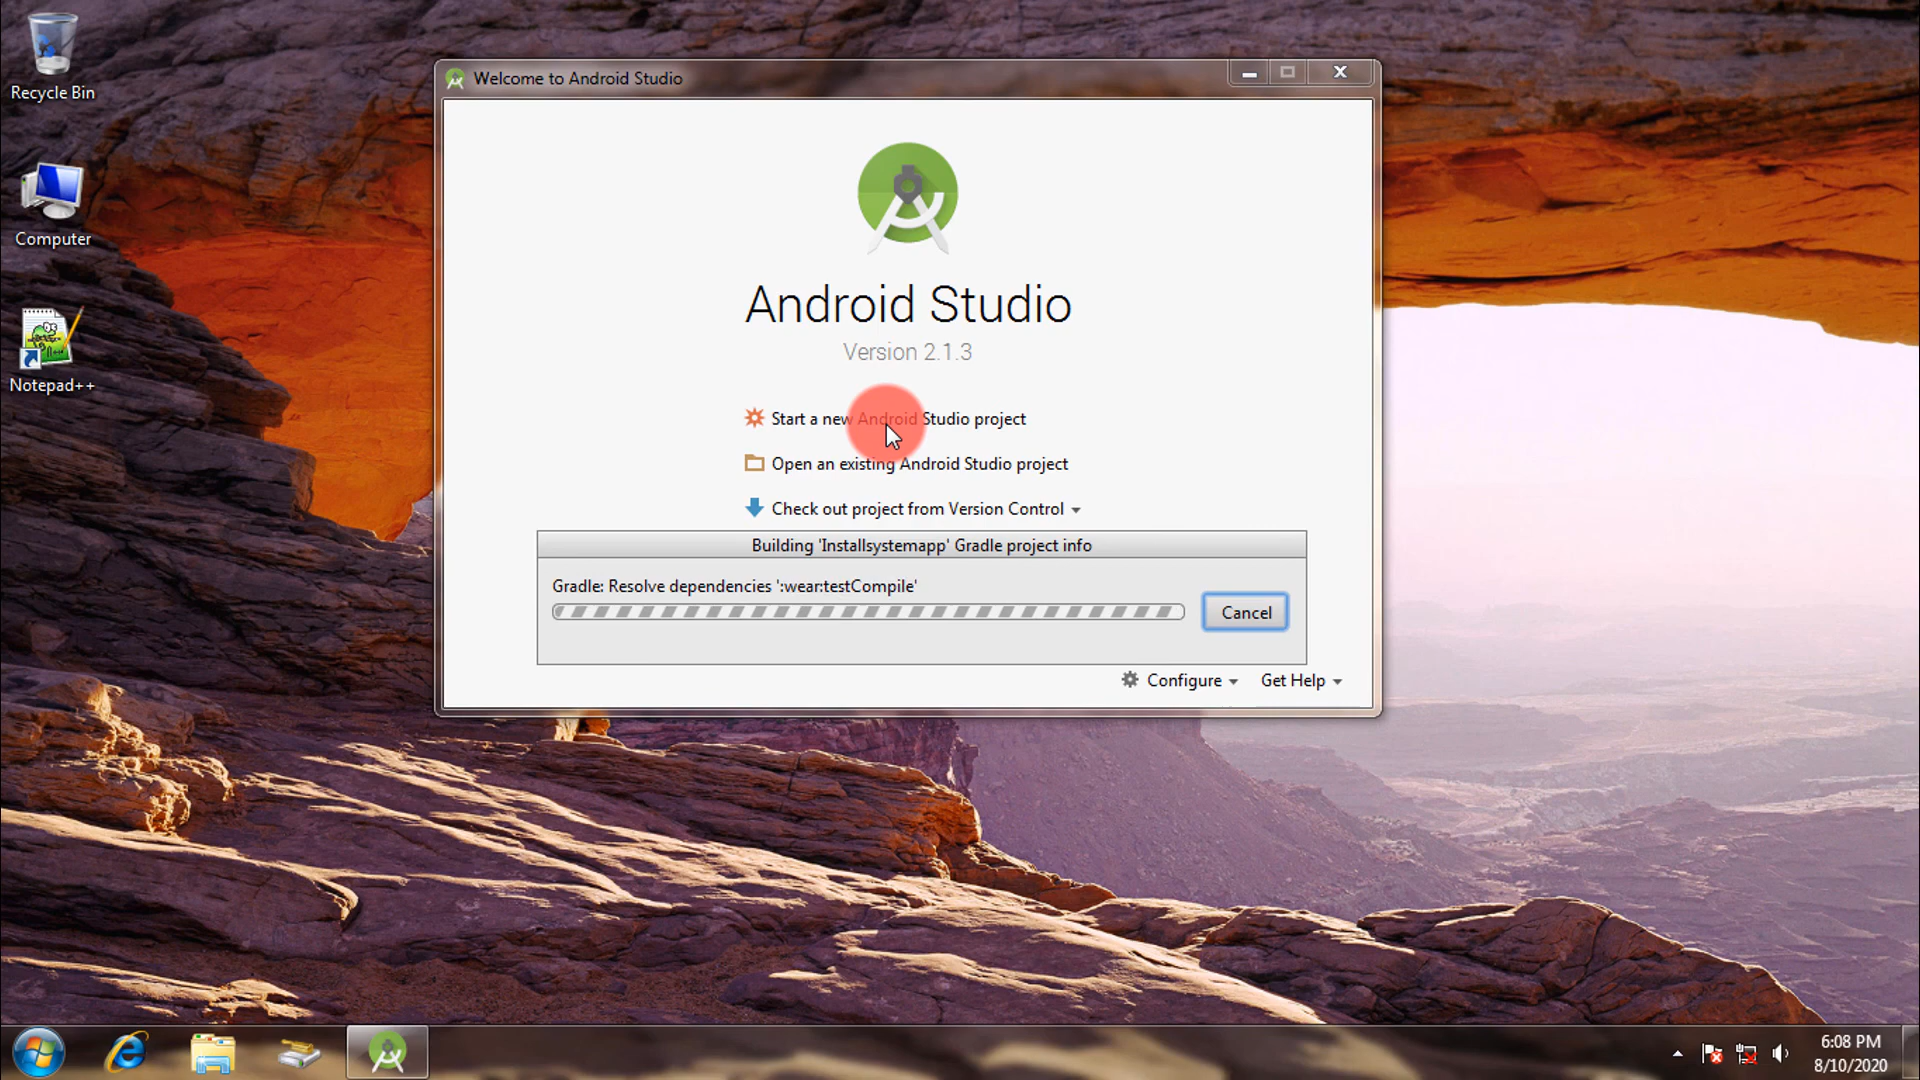 Recycle Bin
Computer
Notepad++
Welcome to Android Studio
Android Studio
Version 2.1.3
Start a new Android Studio project
Open an existing Android Studio project
Check out project from Version Control
Building 'Installsystemapp' Gradle project info
Gradle: Resolve dependencies ':wear:testCompile'
Cancel
Configure
Get Help
6:08 PM
8/10/2020